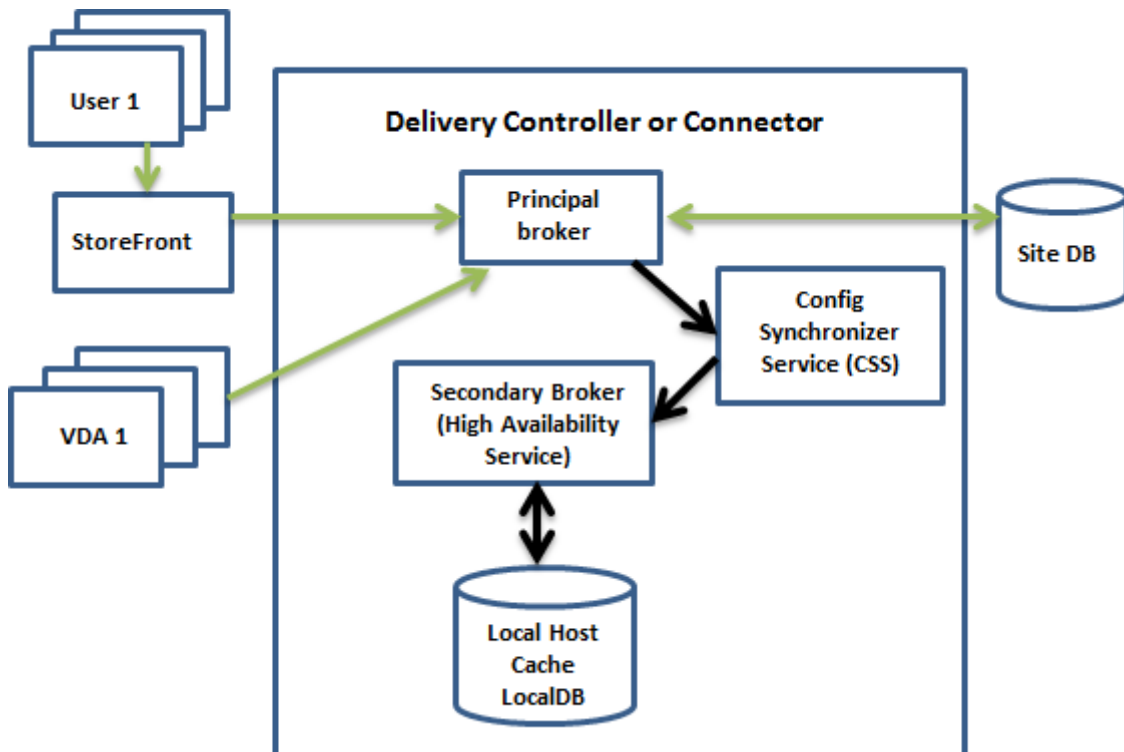 User 1
Delivery Controller or Connector
Principal
broker
StoreFront
Site DB
Config
Synchronizer
Service (CSS)
Secondary Broker
(High Availability
Service)
VDA 1
Local Host
Cache
LocalDB